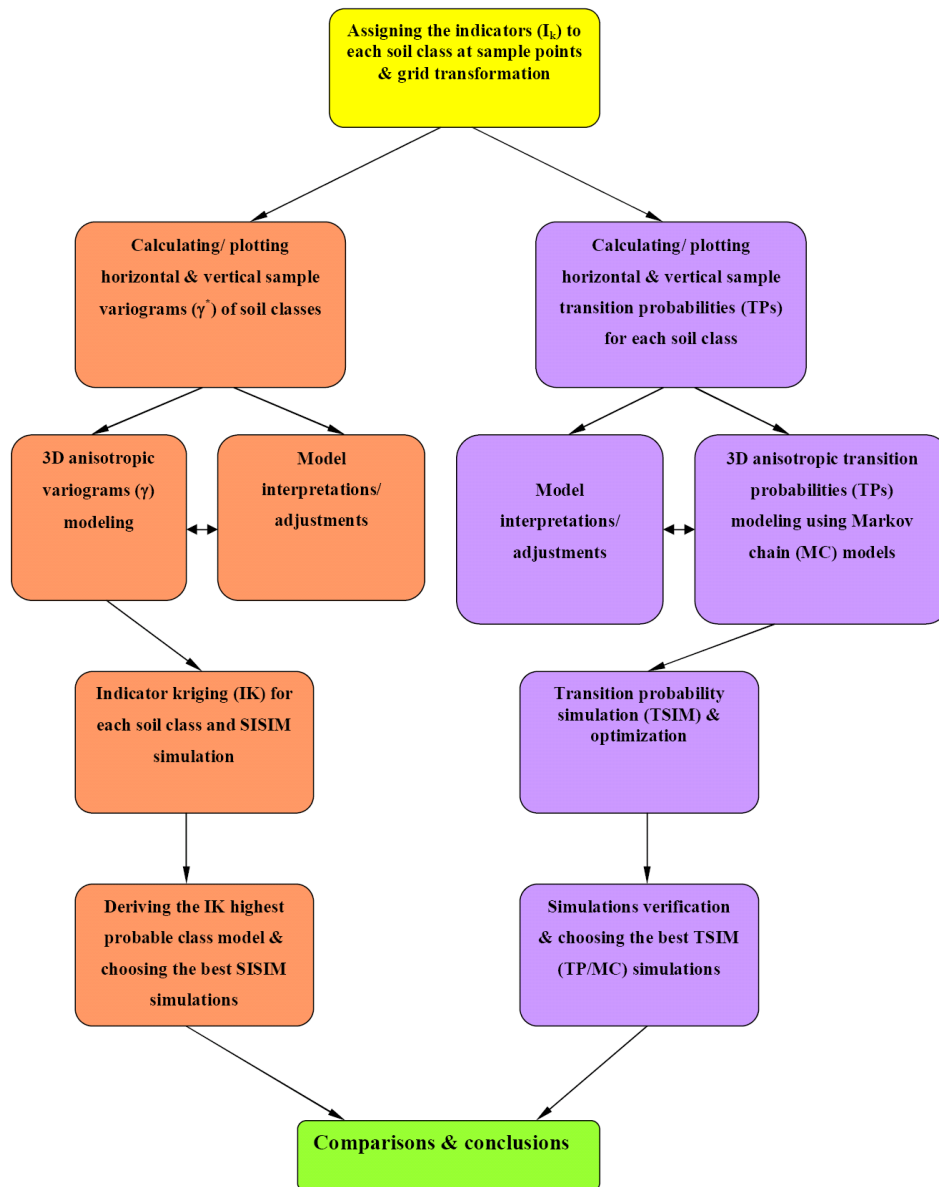 Assigning the indicators (Ik) to
each soil class at sample points
& grid transformation
Calculating/ plotting
horizontal & vertical sample
variograms (γ*) of soil classes
Calculating/ plotting
horizontal & vertical sample
transition probabilities (TPs)
for each soil class
3D anisotropic
variograms (γ)
modeling
Model
interpretations/
adjustments
Model
interpretations/
adjustments
3D anisotropic transition
probabilities (TPs)
modeling using Markov
chain (MC) models
Indicator kriging (IK) for
each soil class and SISIM
simulation
Transition probability
simulation (TSIM) &
optimization
Deriving the IK highest
probable class model &
choosing the best SISIM
simulations
Simulations verification
& choosing the best TSIM
(TP/MC) simulations
Comparisons & conclusions